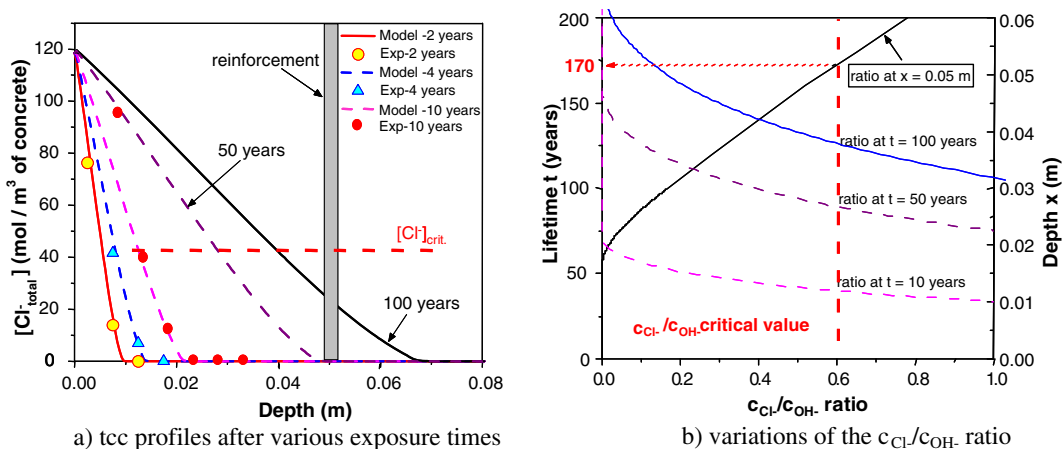 120
100
80
60
40
20
0
0.00
0.02
0.04
0.06
0.08
[Cl-total] (mol / m³ of concrete)
Depth (m)
reinforcement
Model -2 years
Exp-2 years
Model -4 years
Exp-4 years
Model -10 years
Exp-10 years
50 years
[Cl-]crit.
100 years
a) tcc profiles after various exposure times
200
170
150
100
50
0
0.0
0.2
0.4
0.6
0.8
1.0
0.06
0.05
0.04
0.03
0.02
0.01
0.00
Lifetime t (years)
Depth x (m)
ratio at x = 0.05 m
ratio at t = 100 years
ratio at t = 50 years
ratio at t = 10 years
cCl-/cOH- critical value
cCl-/cOH- ratio
b) variations of the cCl-/cOH- ratio